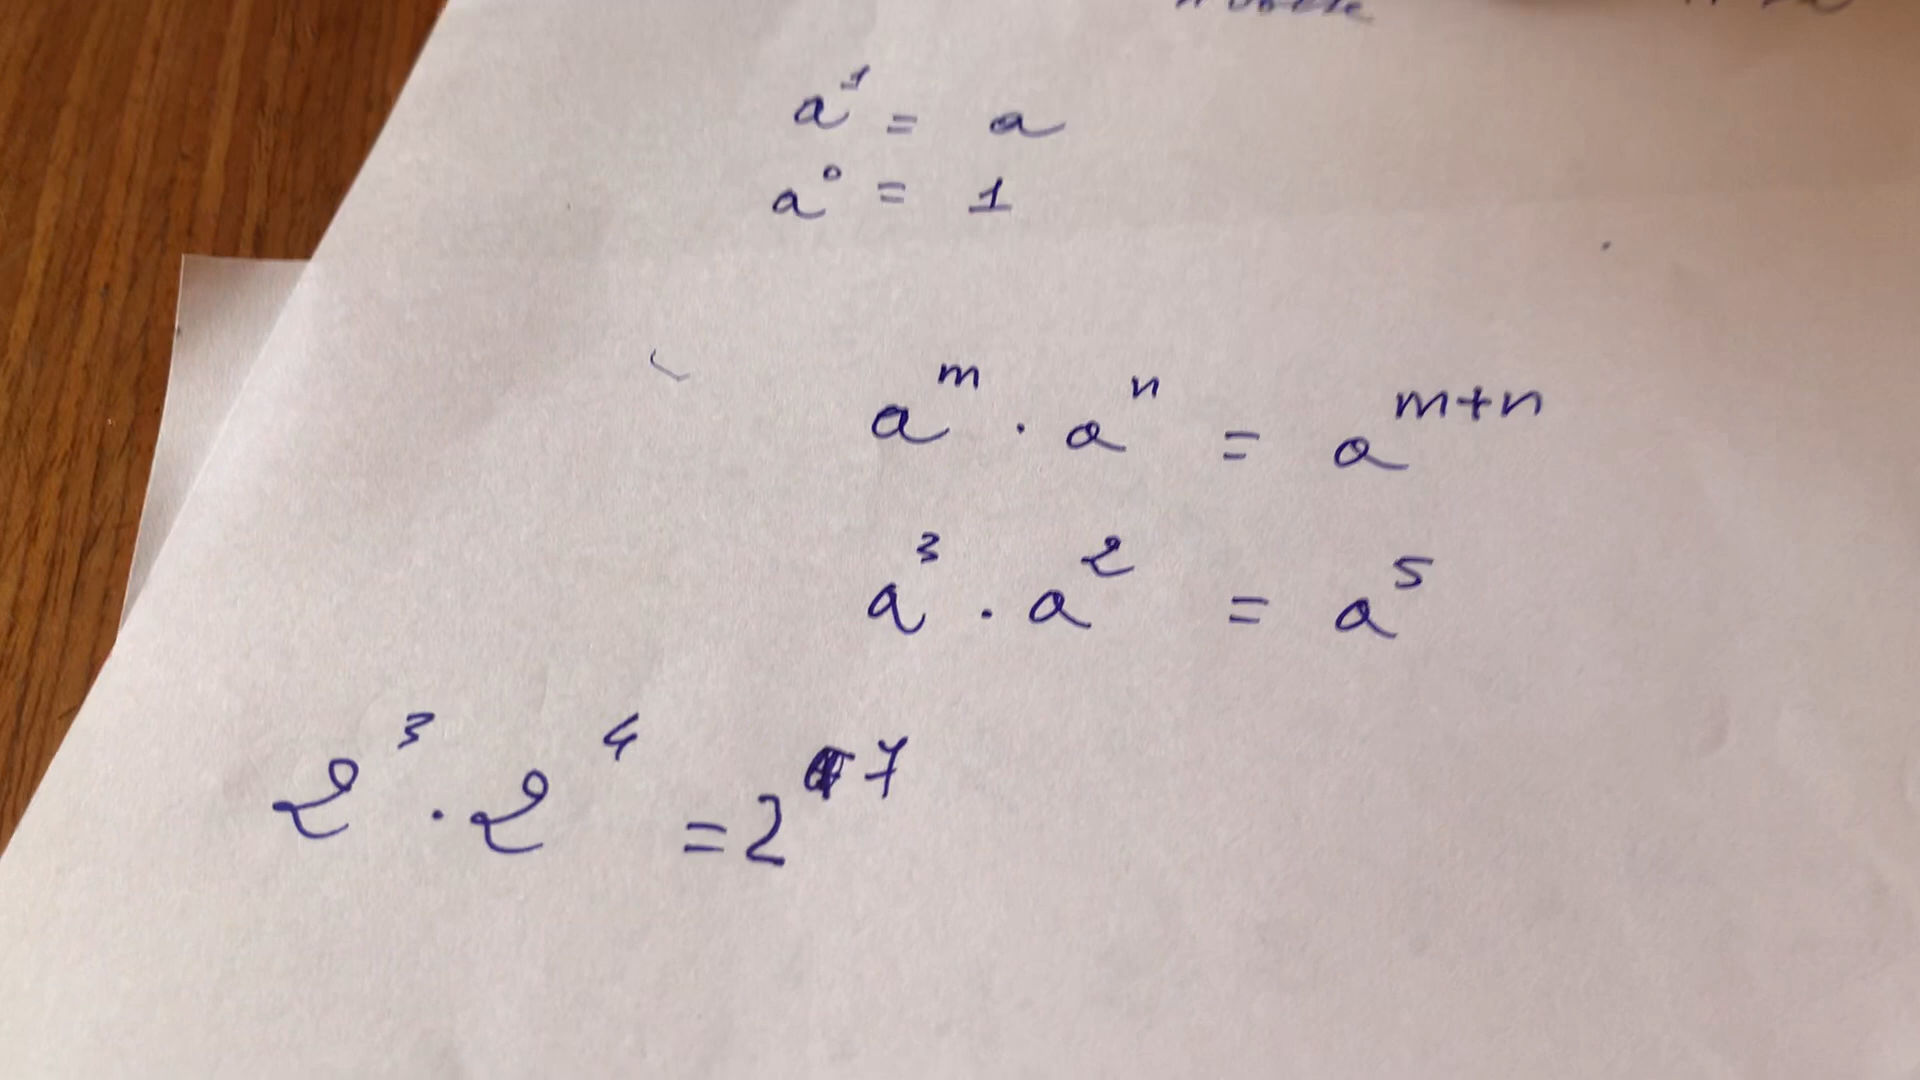 a¹ = a
a⁰ = 1
aᵐ · aⁿ = aᵐ⁺ⁿ
a³ · a² = a⁵
2³ · 2⁴ = 2⁷